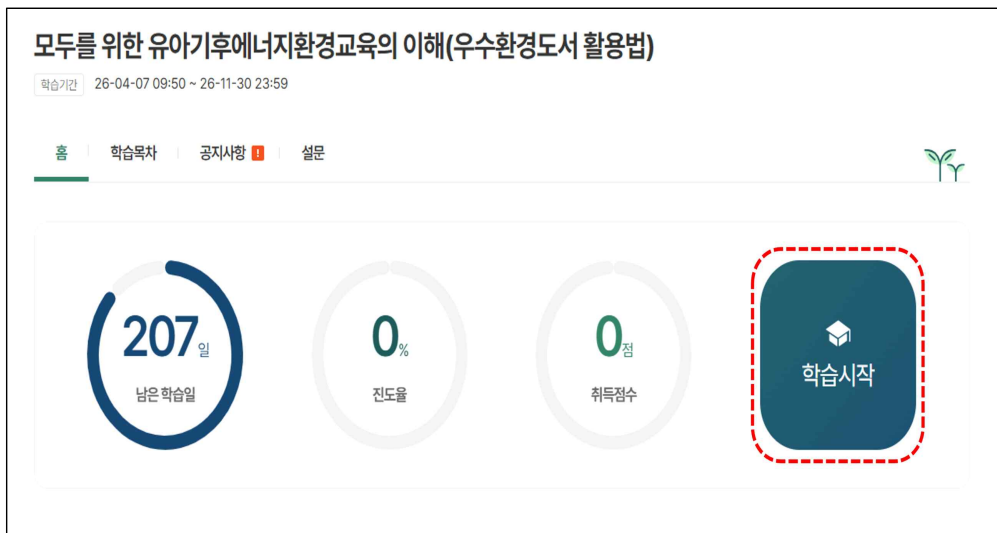 모두를 위한 유아기후에너지환경교육의 이해(우수환경도서 활용법)
학습기간 26-04-07 09:50 ~ 26-11-30 23:59
홈 학습목차 공지사항 ! 설문
207일 0% 0점
남은 학습일 진도율 취득점수
학습시작